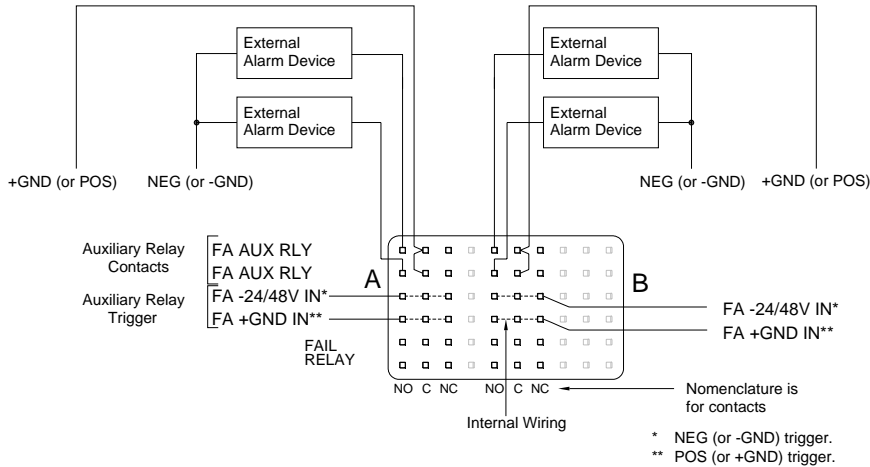 External
Alarm Device
External
Alarm Device
External
Alarm Device
External
Alarm Device
+GND (or POS)
NEG (or -GND)
NEG (or -GND)
+GND (or POS)
Auxiliary Relay
Contacts
FA AUX RLY
FA AUX RLY
A
B
Auxiliary Relay
Trigger
FA -24/48V IN*
FA +GND IN**
FA -24/48V IN*
FA +GND IN**
FAIL
RELAY
NO C NC NO C NC
Nomenclature is
for contacts
Internal Wiring
* NEG (or -GND) trigger.
** POS (or +GND) trigger.